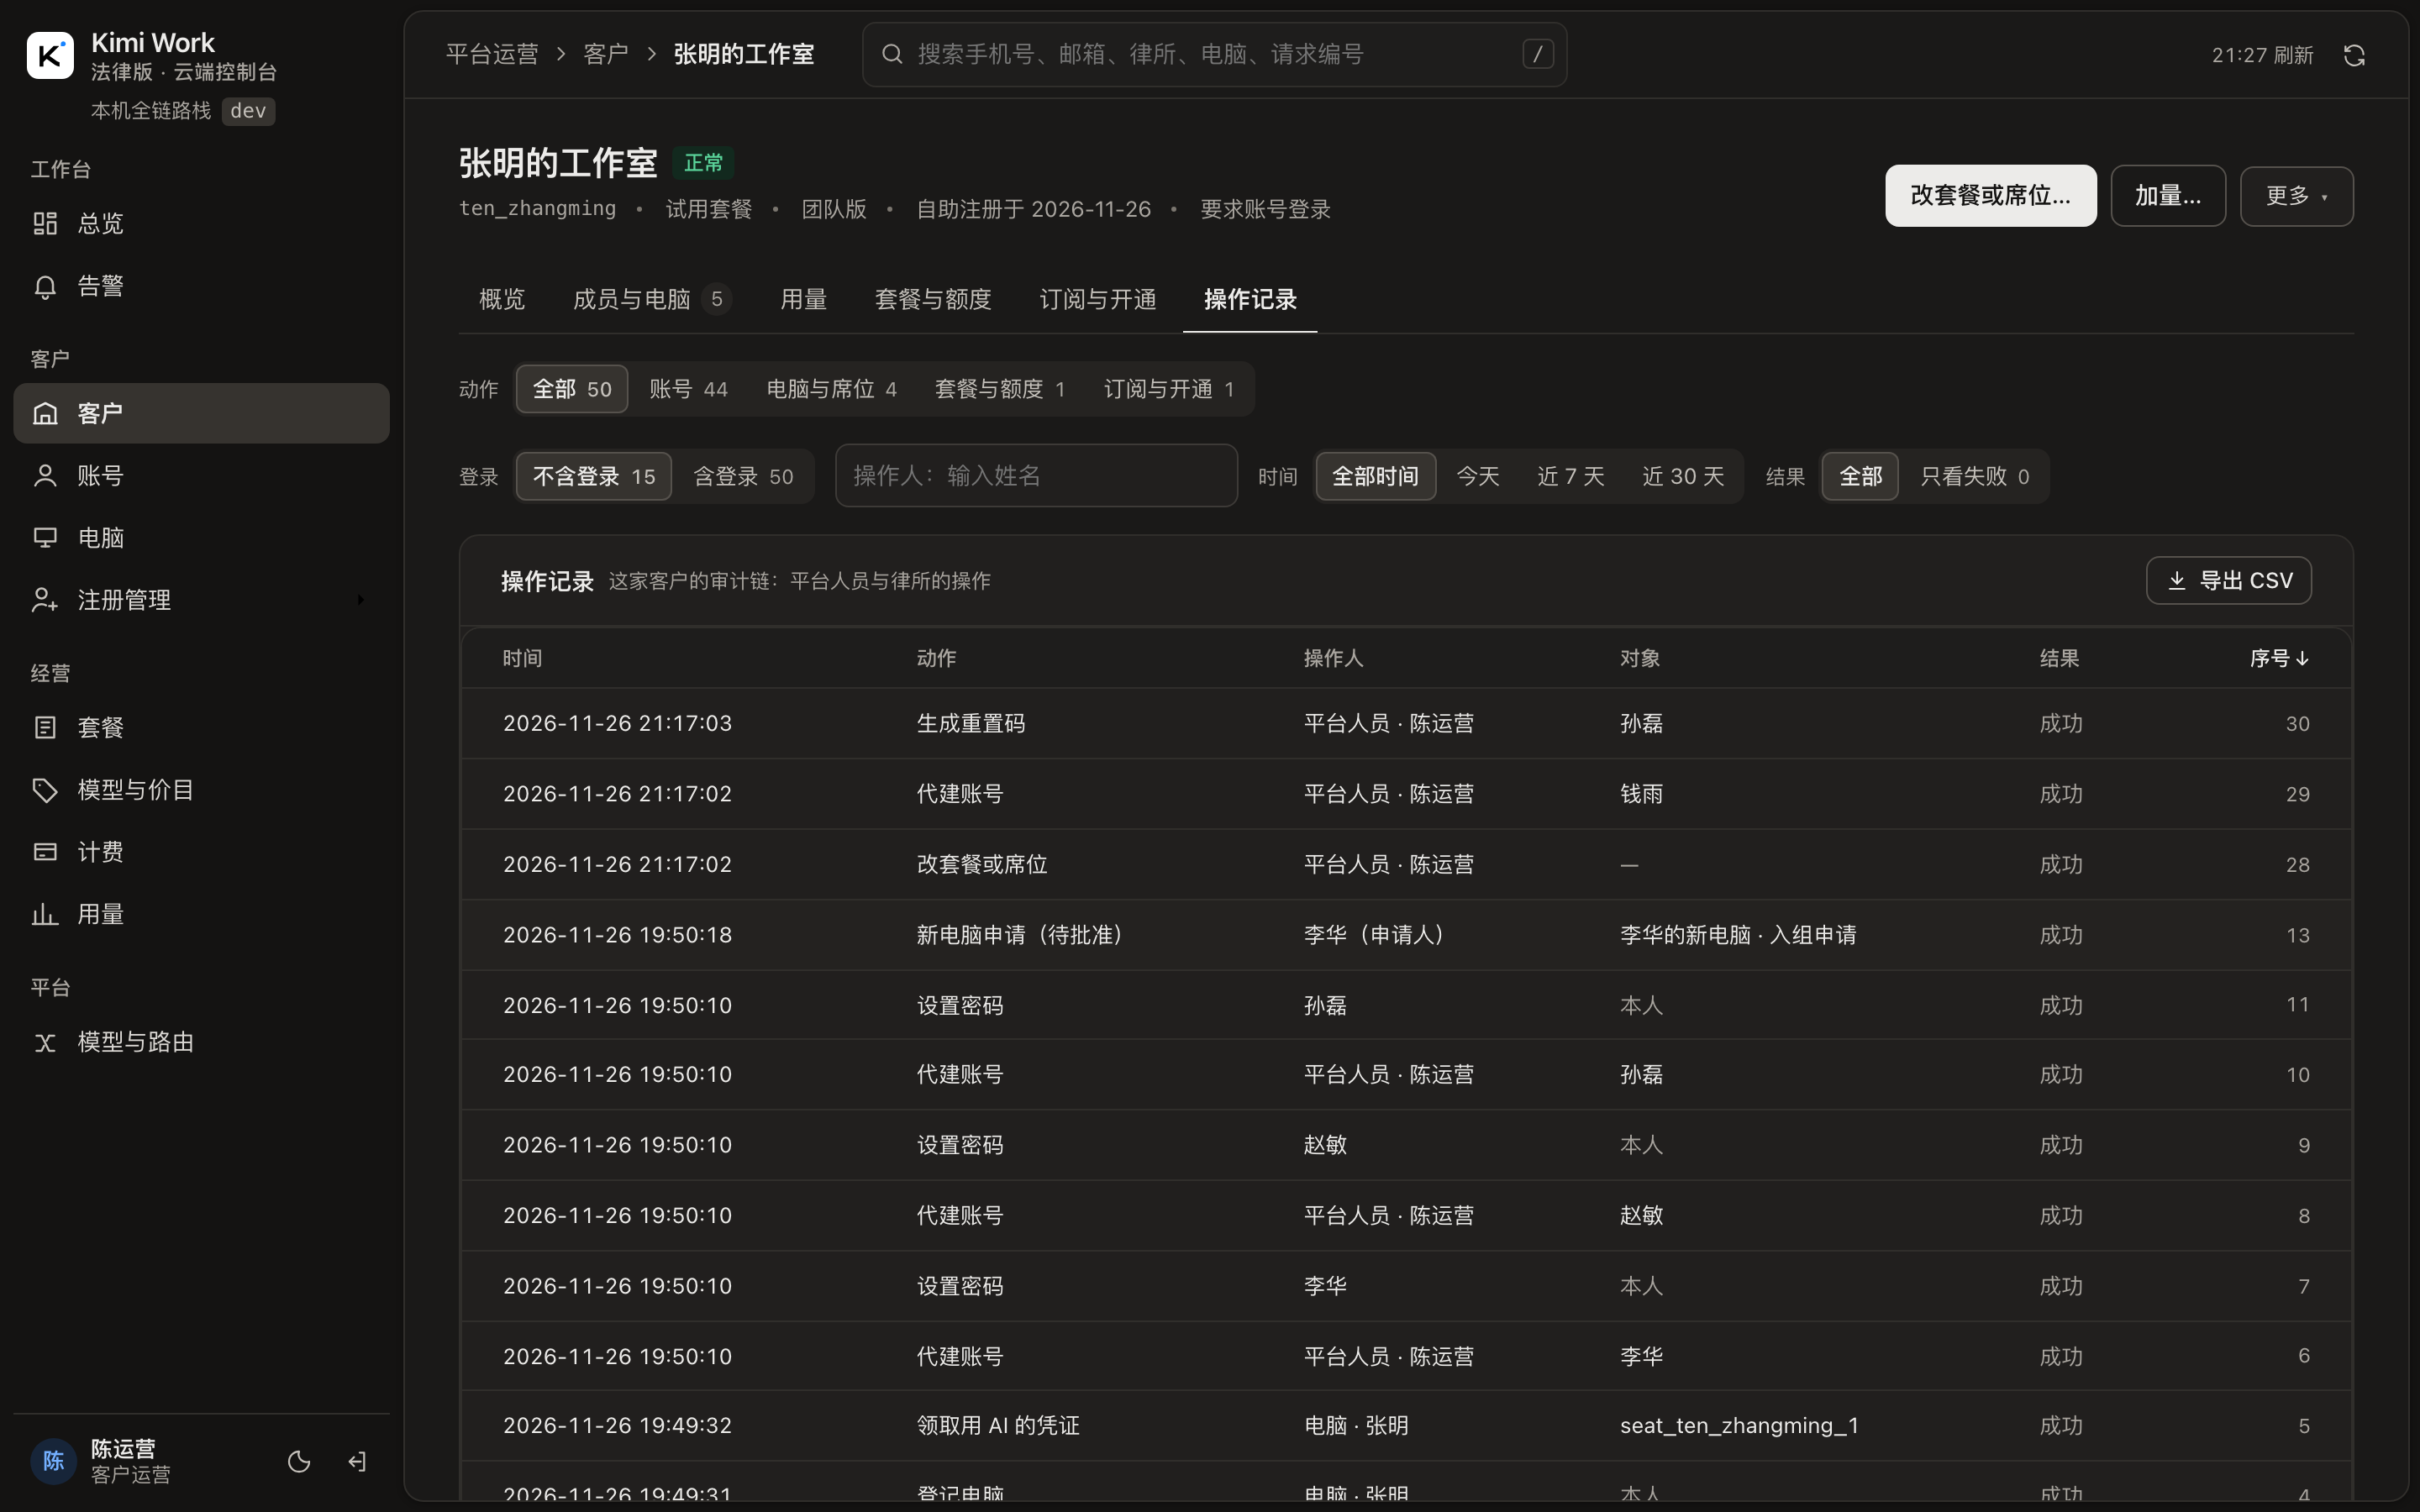 Kimi Work
法律版 · 云端控制台
本机全链路栈 dev
工作台
总览
告警
客户
客户
账号
电脑
注册管理
经营
套餐
模型与价目
计费
用量
平台
模型与路由
陈 陈运营
客户运营
平台运营 > 客户 > 张明的工作室
搜索手机号、邮箱、律所、电脑、请求编号 /
21:27 刷新
张明的工作室 正常
ten_zhangming • 试用套餐 • 团队版 • 自助注册于 2026-11-26 • 要求账号登录
改套餐或席位... 加量... 更多
概览 成员与电脑 5 用量 套餐与额度 订阅与开通 操作记录
动作 全部 50 账号 44 电脑与席位 4 套餐与额度 1 订阅与开通 1
登录 不含登录 15 含登录 50 操作人：输入姓名 时间 全部时间 今天 近 7 天 近 30 天 结果 全部 只看失败 0
操作记录 这家客户的审计链：平台人员与律所的操作 导出 CSV
时间 动作 操作人 对象 结果 序号↓
2026-11-26 21:17:03 生成重置码 平台人员 · 陈运营 孙磊 成功 30
2026-11-26 21:17:02 代建账号 平台人员 · 陈运营 钱雨 成功 29
2026-11-26 21:17:02 改套餐或席位 平台人员 · 陈运营 — 成功 28
2026-11-26 19:50:18 新电脑申请（待批准） 李华（申请人） 李华的新电脑 · 入组申请 成功 13
2026-11-26 19:50:10 设置密码 孙磊 本人 成功 11
2026-11-26 19:50:10 代建账号 平台人员 · 陈运营 孙磊 成功 10
2026-11-26 19:50:10 设置密码 赵敏 本人 成功 9
2026-11-26 19:50:10 代建账号 平台人员 · 陈运营 赵敏 成功 8
2026-11-26 19:50:10 设置密码 李华 本人 成功 7
2026-11-26 19:50:10 代建账号 平台人员 · 陈运营 李华 成功 6
2026-11-26 19:49:32 领取用 AI 的凭证 电脑 · 张明 seat_ten_zhangming_1 成功 5
2026-11-26 19:49:31 登记电脑 电脑 · 张明 本人 成功 4